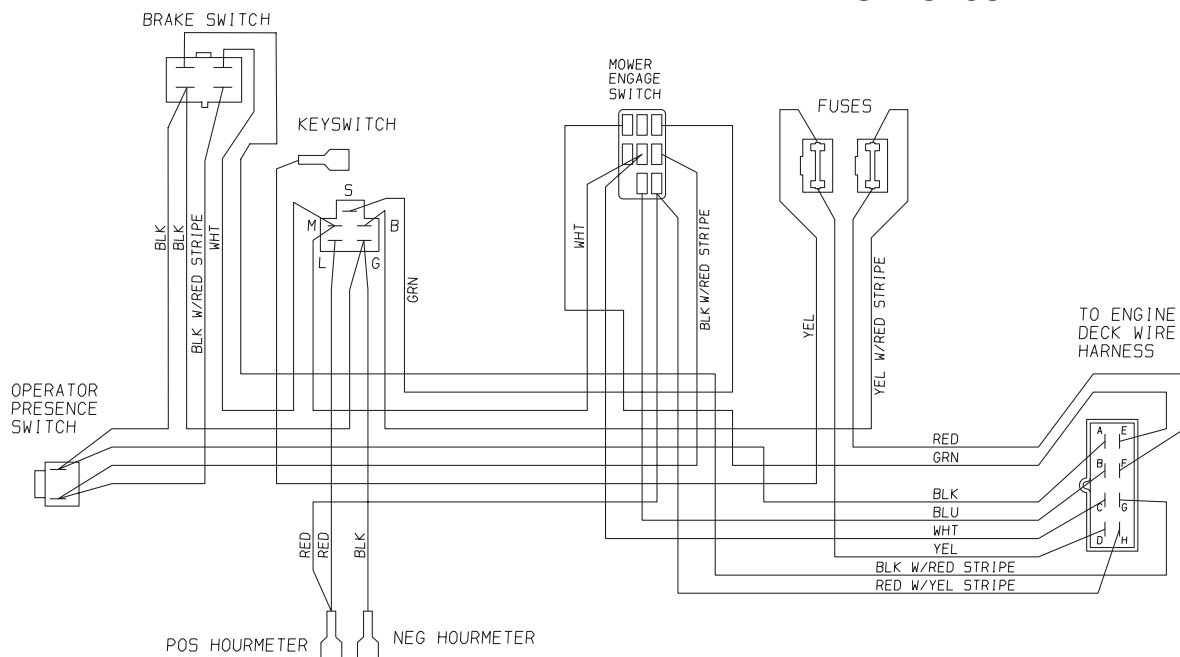 BRAKE SWITCH
MOWER
ENGAGE
SWITCH
FUSES
KEYSWITCH
S
M
B
L
G
BLK
BLK
BLK W/RED STRIPE
WHT
GRN
WHT
BLK W/RED STRIPE
YEL
YEL W/RED STRIPE
TO ENGINE
DECK WIRE
HARNESS
OPERATOR
PRESENCE
SWITCH
RED
GRN
BLK
BLU
WHT
YEL
BLK W/RED STRIPE
RED W/YEL STRIPE
A E
B F
C G
D H
RED
RED
BLK
POS HOURMETER
NEG HOURMETER